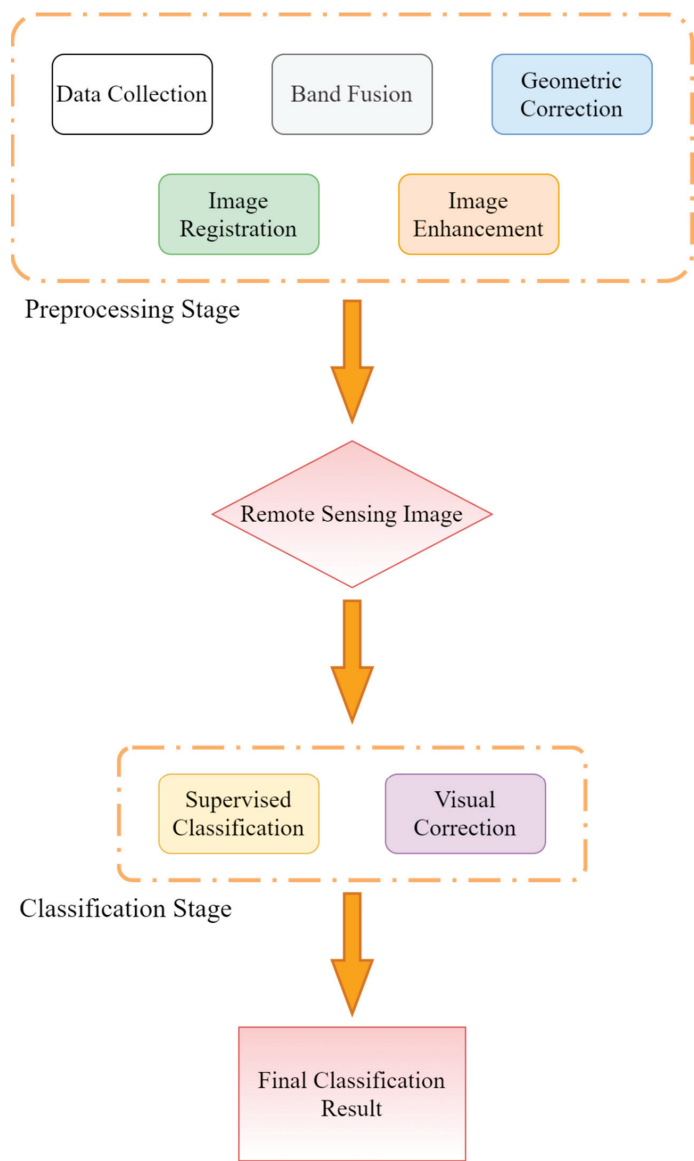 Data Collection
Band Fusion
Geometric
Correction
Image
Registration
Image
Enhancement
Preprocessing Stage
Remote Sensing Image
Supervised
Classification
Visual
Correction
Classification Stage
Final Classification
Result